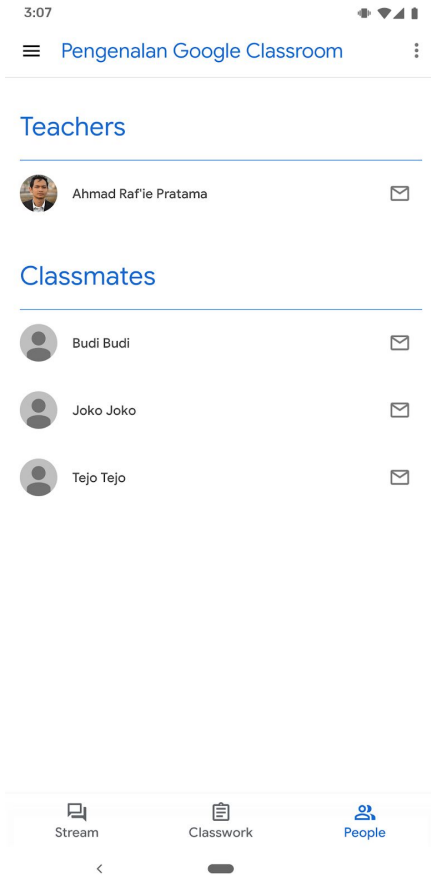 3:07
Pengenalan Google Classroom
Teachers
Ahmad Raf'ie Pratama
Classmates
Budi Budi
Joko Joko
Tejo Tejo
Stream
Classwork
People